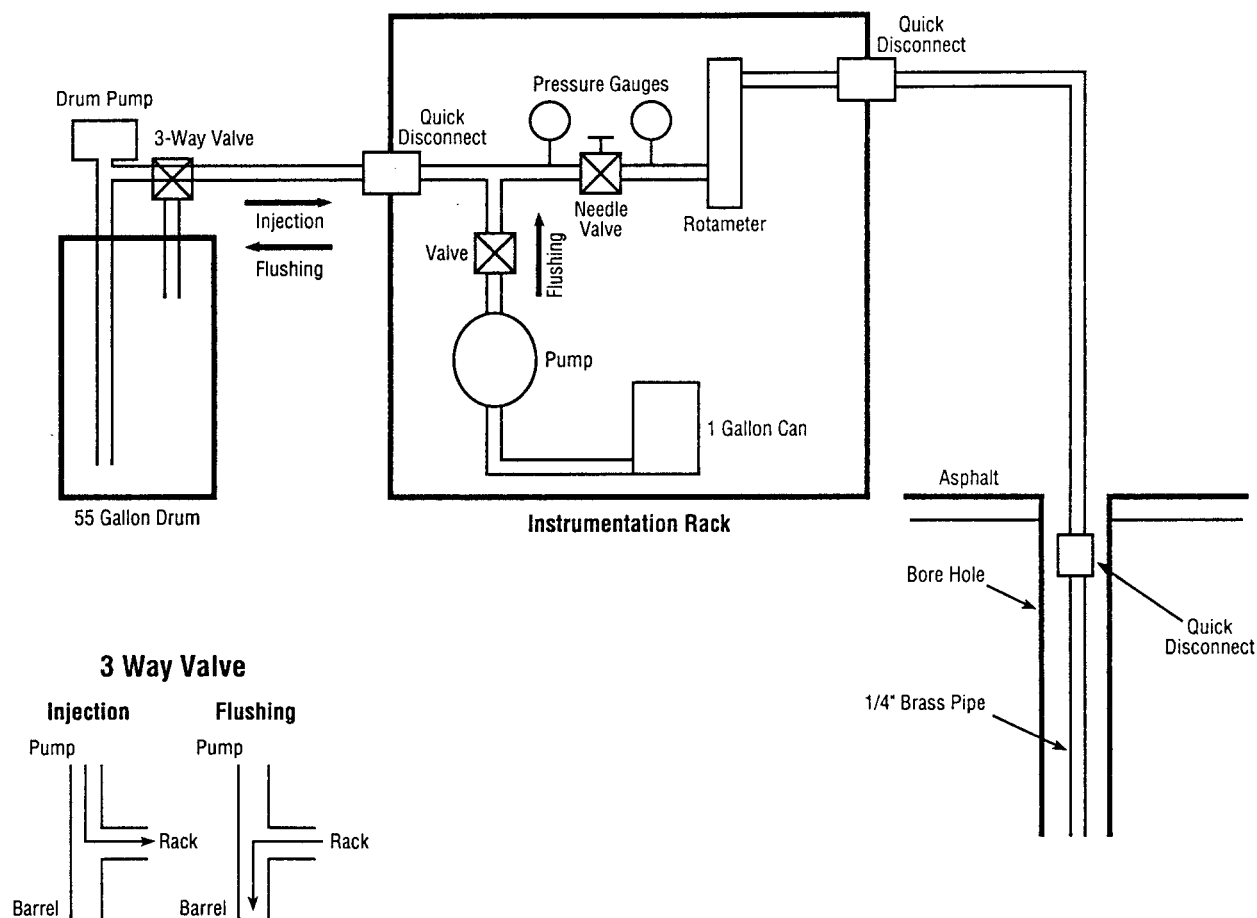 Drum Pump
3-Way Valve
Quick
Disconnect
Pressure Gauges
Quick
Disconnect
Injection
Flushing
Valve
Flushing
Needle
Valve
Rotameter
Pump
1 Gallon Can
55 Gallon Drum
Instrumentation Rack
Asphalt
Bore Hole
Quick
Disconnect
1/4" Brass Pipe
3 Way Valve
Injection
Flushing
Pump
Pump
Rack
Rack
Barrel
Barrel